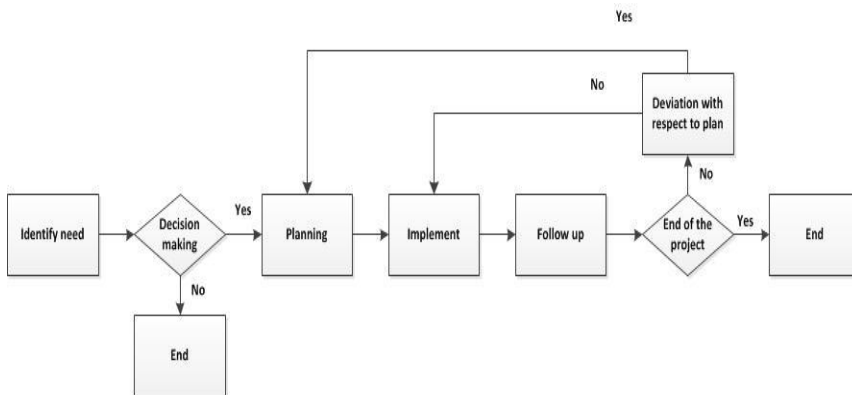 Yes
No
Deviation with
respect to plan
No
Identify need
Decision
making
Yes
Planning
Implement
Follow up
End of the
project
Yes
End
No
End